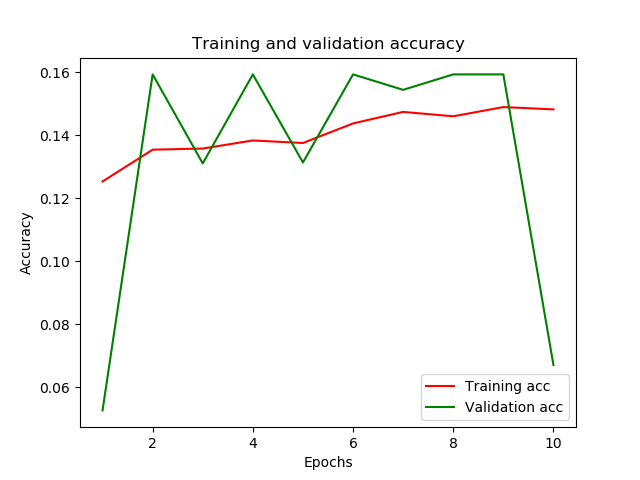 Training and validation accuracy
0.16
0.14
0.12
0.10
0.08
0.06
Accuracy
Training acc
Validation acc
2
4
6
8
10
Epochs